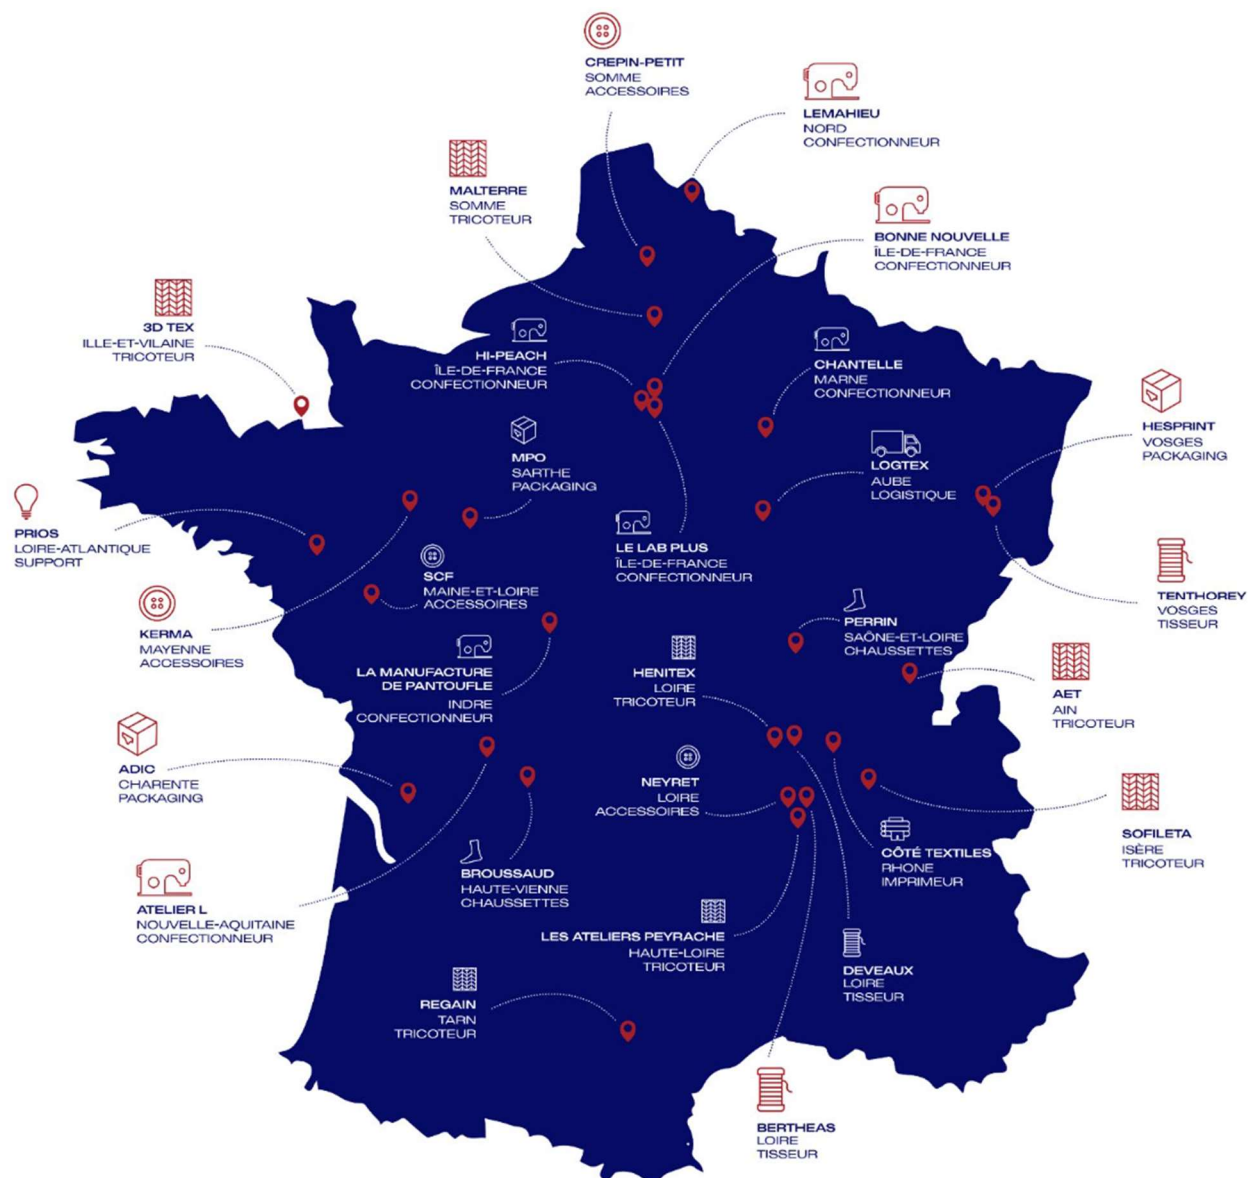 CREPIN-PETIT
SOMME
ACCESSOIRES
LEMAHIEU
NORD
CONFECTIONNEUR
MALTERRE
SOMME
TRICOTEUR
BONNE NOUVELLE
ÎLE-DE-FRANCE
CONFECTIONNEUR
3D TEX
ILLE-ET-VILAINE
TRICOTEUR
HI-PEACH
ÎLE-DE-FRANCE
CONFECTIONNEUR
CHANTELLE
MARNE
CONFECTIONNEUR
HESPRINT
VOSGES
PACKAGING
MPO
SARTHE
PACKAGING
LOGTEX
AUBE
LOGISTIQUE
PRIOS
LOIRE-ATLANTIQUE
SUPPORT
LE LAB PLUS
ÎLE-DE-FRANCE
CONFECTIONNEUR
SCF
MAINE-ET-LOIRE
ACCESSOIRES
TENTHOREY
VOSGES
TISSEUR
KERMA
MAYENNE
ACCESSOIRES
PERRIN
SAÔNE-ET-LOIRE
CHAUSSETTES
LA MANUFACTURE
DE PANTOUFLE
INDRE
CONFECTIONNEUR
HENITEX
LOIRE
TRICOTEUR
AET
AIN
TRICOTEUR
ADIC
CHARENTE
PACKAGING
NEYRET
LOIRE
ACCESSOIRES
SOFILETA
ISÈRE
TRICOTEUR
CÔTÉ TEXTILES
RHONE
IMPRIMEUR
BROUSSAUD
HAUTE-VIENNE
CHAUSSETTES
ATELIER L
NOUVELLE-AQUITAINE
CONFECTIONNEUR
LES ATELIERS PEYRACHE
HAUTE-LOIRE
TRICOTEUR
DEVEAUX
LOIRE
TISSEUR
REGAIN
TARN
TRICOTEUR
BERTHEAS
LOIRE
TISSEUR